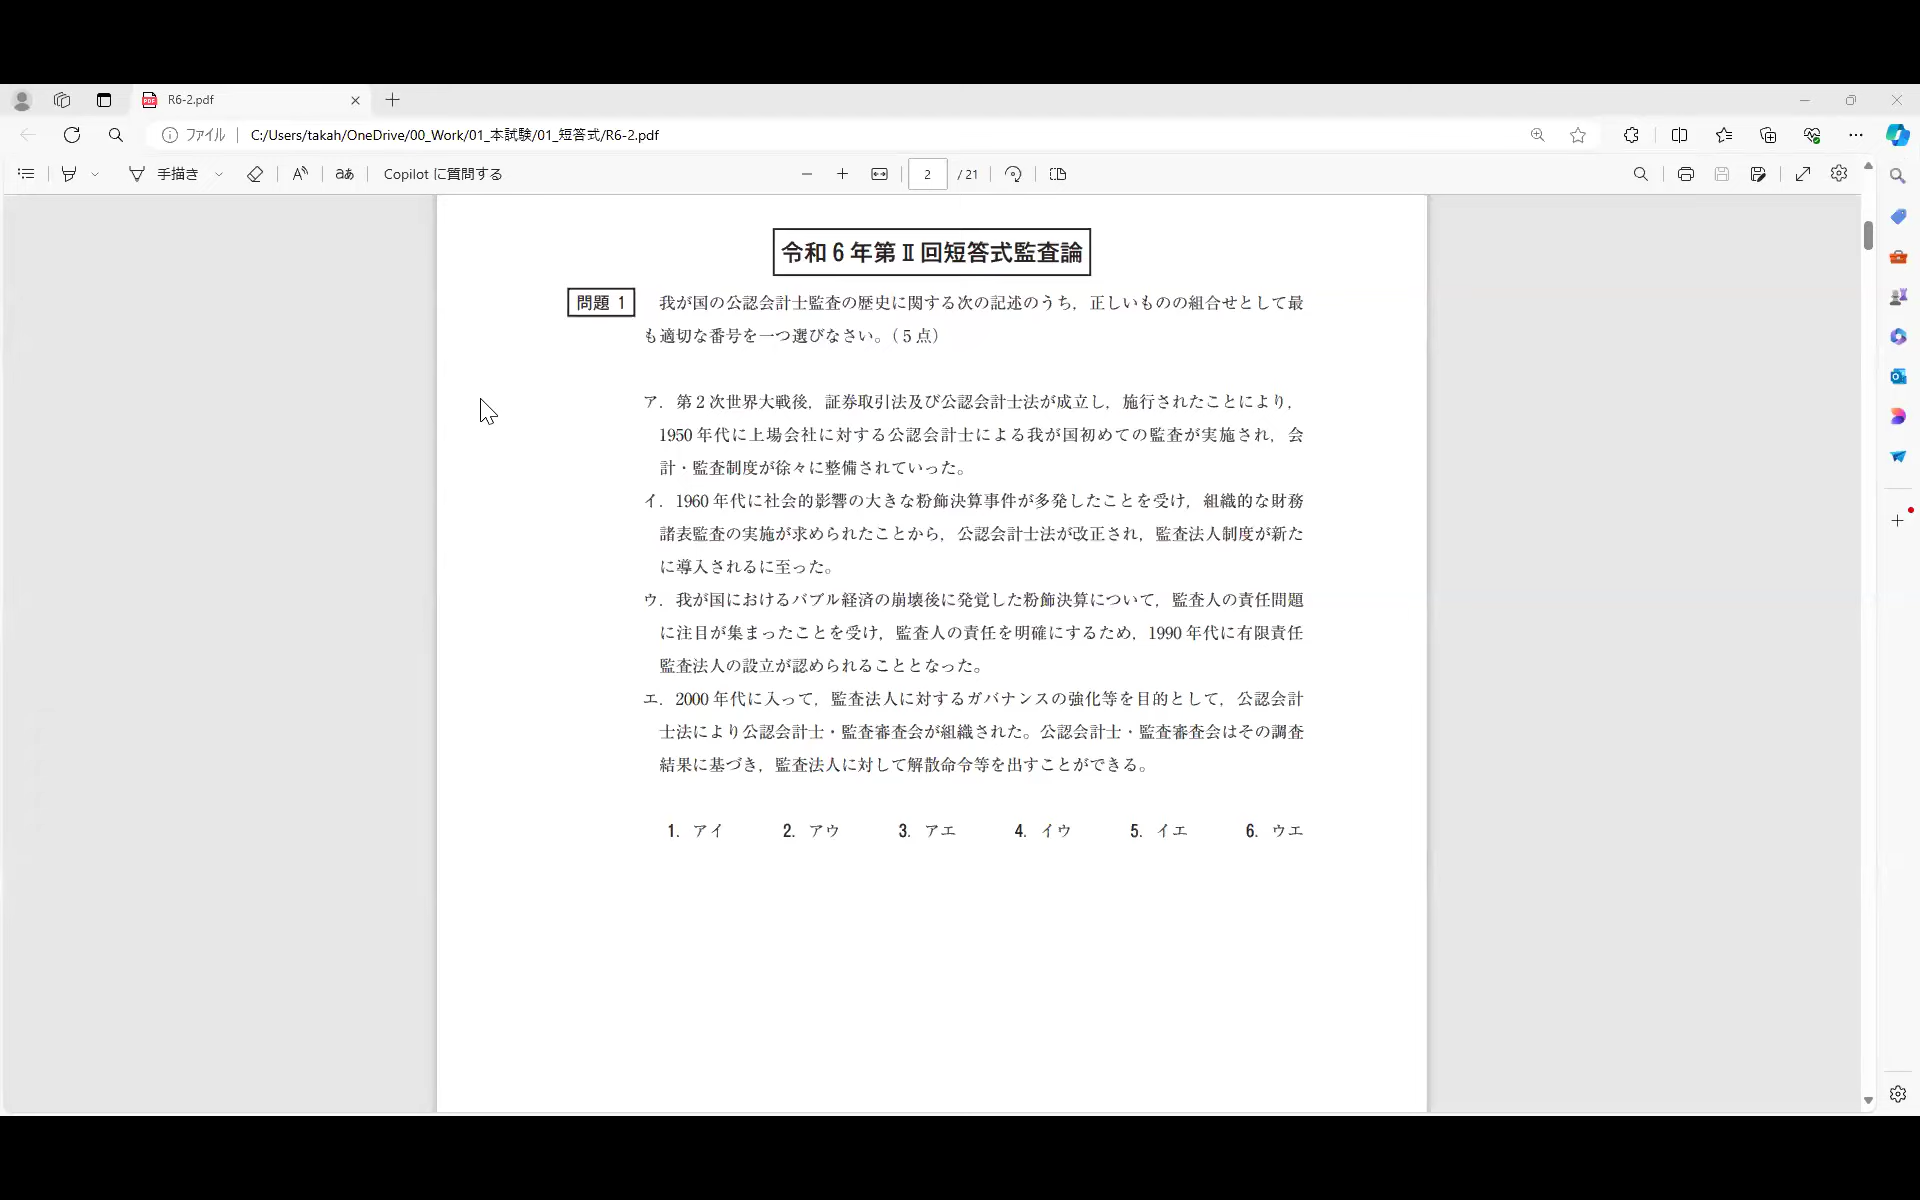 R6-2.pdf
ファイル C:/Users/takah/OneDrive/00_Work/01_本試験/01_短答式/R6-2.pdf
手描き aあ Copilot に質問する 2 / 21
令和6年第Ⅱ回短答式監査論
問題 1 我が国の公認会計士監査の歴史に関する次の記述のうち，正しいものの組合せとして最
も適切な番号を一つ選びなさい。（5点）
ア．第2次世界大戦後，証券取引法及び公認会計士法が成立し，施行されたことにより，
1950年代に上場会社に対する公認会計士による我が国初めての監査が実施され，会
計・監査制度が徐々に整備されていった。
イ．1960年代に社会的影響の大きな粉飾決算事件が多発したことを受け，組織的な財務
諸表監査の実施が求められたことから，公認会計士法が改正され，監査法人制度が新た
に導入されるに至った。
ウ．我が国におけるバブル経済の崩壊後に発覚した粉飾決算について，監査人の責任問題
に注目が集まったことを受け，監査人の責任を明確にするため，1990年代に有限責任
監査法人の設立が認められることとなった。
エ．2000年代に入って，監査法人に対するガバナンスの強化等を目的として，公認会計
士法により公認会計士・監査審査会が組織された。公認会計士・監査審査会はその調査
結果に基づき，監査法人に対して解散命令等を出すことができる。
1. アイ 2. アウ 3. アエ 4. イウ 5. イエ 6. ウエ